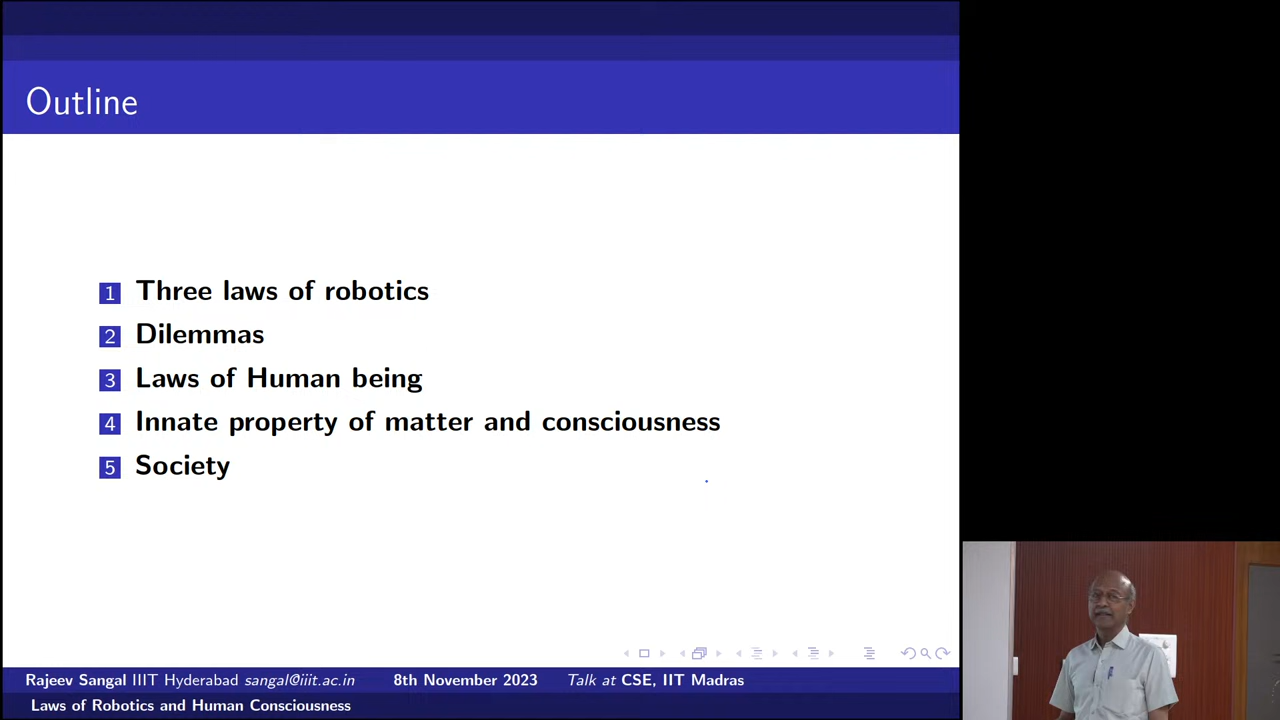 Outline
1 Three laws of robotics
2 Dilemmas
3 Laws of Human being
4 Innate property of matter and consciousness
5 Society
Rajeev Sangal IIIT Hyderabad sangal@iiit.ac.in 8th November 2023 Talk at CSE, IIT Madras
Laws of Robotics and Human Consciousness